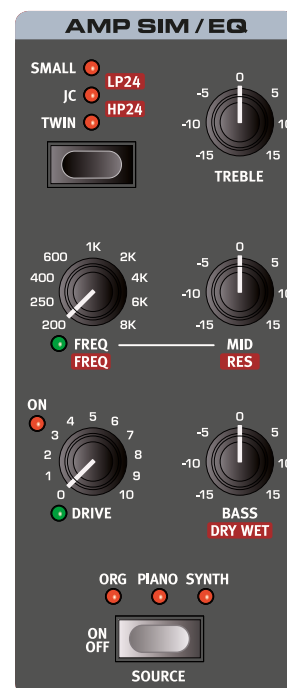 AMP SIM / EQ
SMALL
LP24
JC
HP24
TWIN
0
-5 5
-10 10
-15 15
TREBLE
1K
600 2K
400 4K
250 6K
200 8K
FREQ
FREQ
0
-5 5
-10 10
-15 15
MID
RES
ON
5
4 6
3 7
2 8
1 9
0 10
DRIVE
0
-5 5
-10 10
-15 15
BASS
DRY WET
ORG PIANO SYNTH
ON
OFF
SOURCE